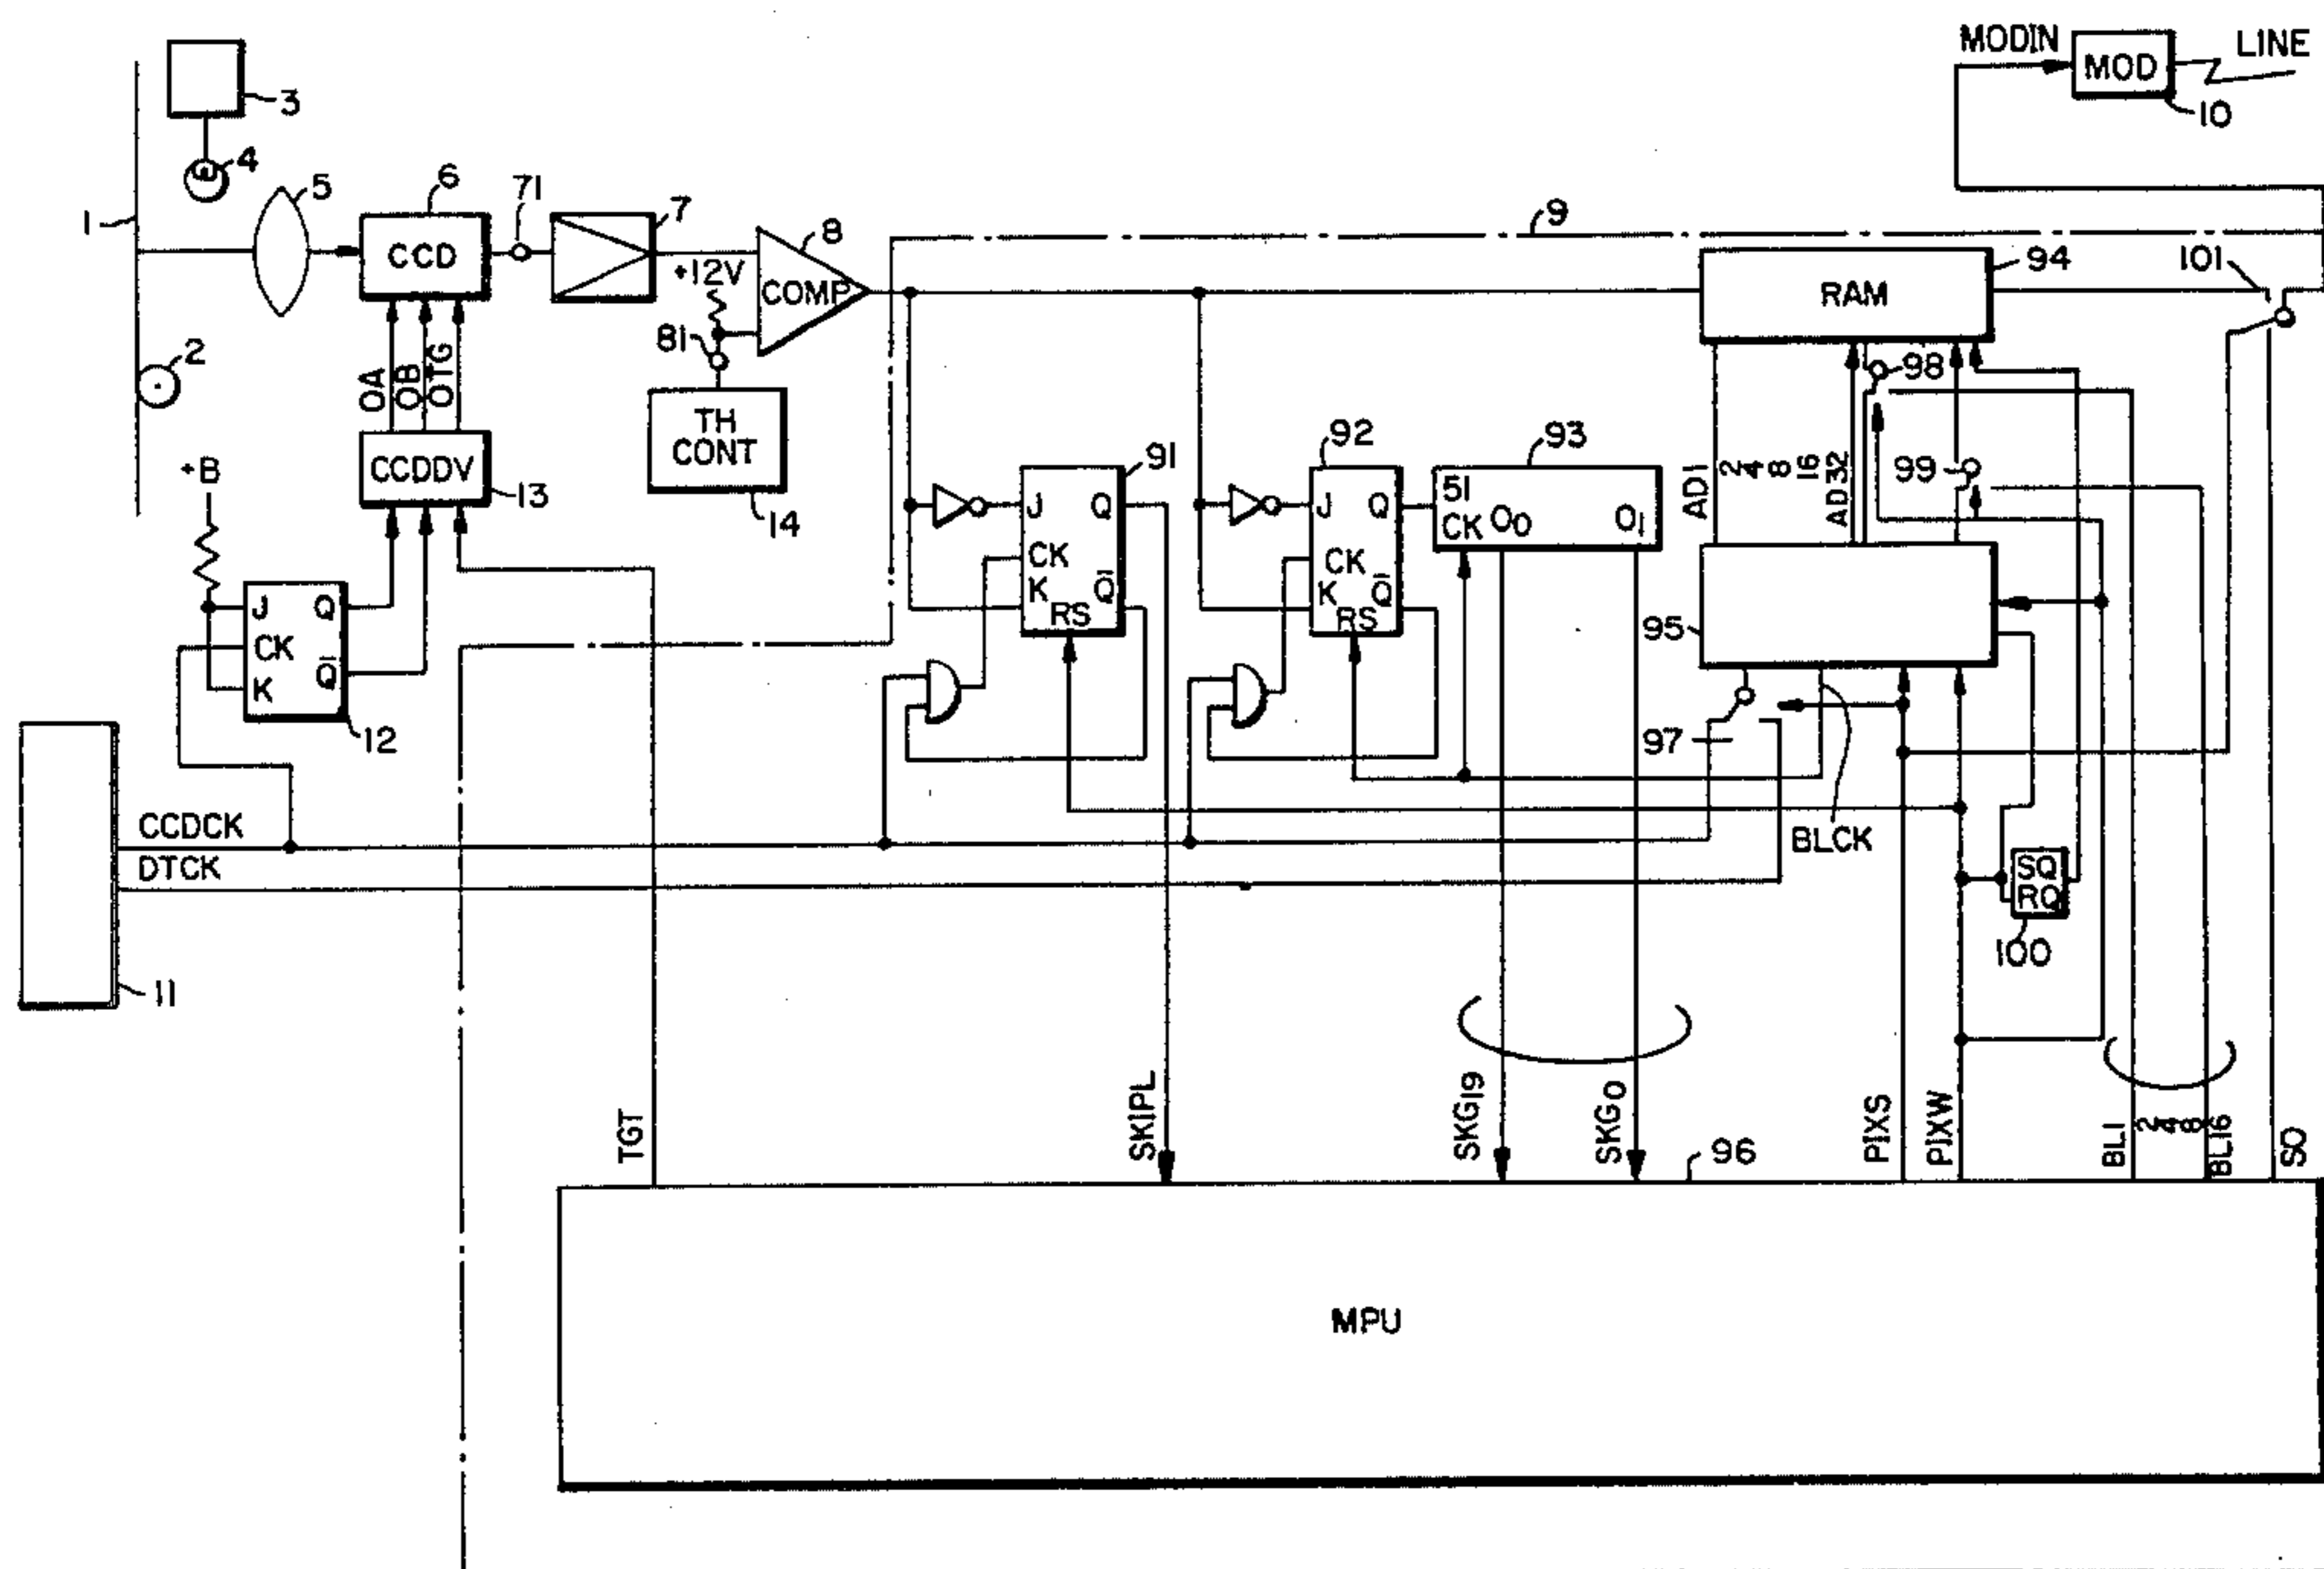 MODIN
MOD
LINE
10
3
4
5
6
71
7
8
9
1
CCD
+12V
COMP
RAM
94
101
81
2
OA
OB
OTG
TH
CONT
14
+B
CCDDV
13
91
92
93
98
99
J
Q
CK
K
Q̄
RS
J
Q
CK
K
Q̄
RS
51
CK
O0
O1
AD1
2
4
8
16
AD32
J
Q
CK
K
Q̄
12
95
97
CCDCK
DTCK
BLCK
SQ
RQ
100
11
TGT
SKIPL
SKG19
SKG0
96
PIXS
PIXW
BL1
2
4
8
BL16
SO
MPU